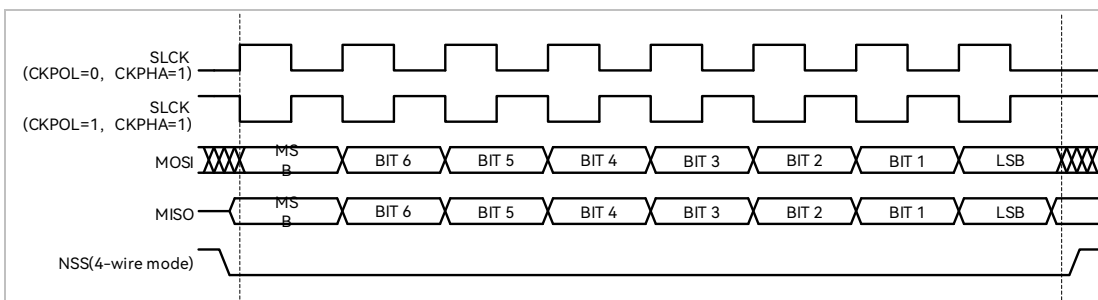 SLCK
(CKPOL=0, CKPHA=1)
SLCK
(CKPOL=1, CKPHA=1)
MOSI
MS
B
BIT 6
BIT 5
BIT 4
BIT 3
BIT 2
BIT 1
LSB
MISO
MS
B
BIT 6
BIT 5
BIT 4
BIT 3
BIT 2
BIT 1
LSB
NSS(4-wire mode)